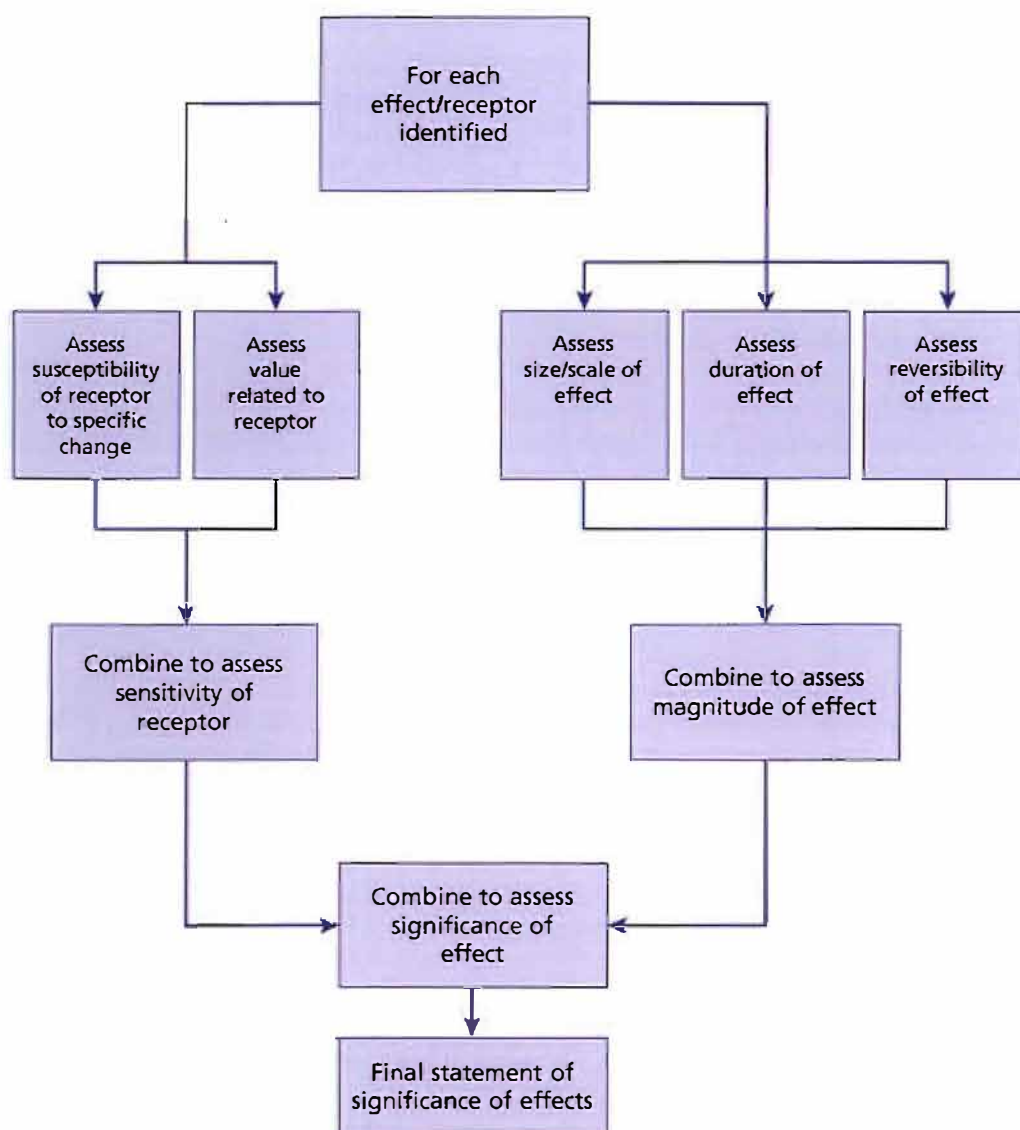 For each
effect/receptor
identified
Assess
susceptibility
of receptor
to specific
change
Assess
value
related to
receptor
Assess
size/scale of
effect
Assess
duration of
effect
Assess
reversibility
of effect
Combine to assess
sensitivity of
receptor
Combine to assess
magnitude of effect
Combine to assess
significance of
effect
Final statement of
significance of effects